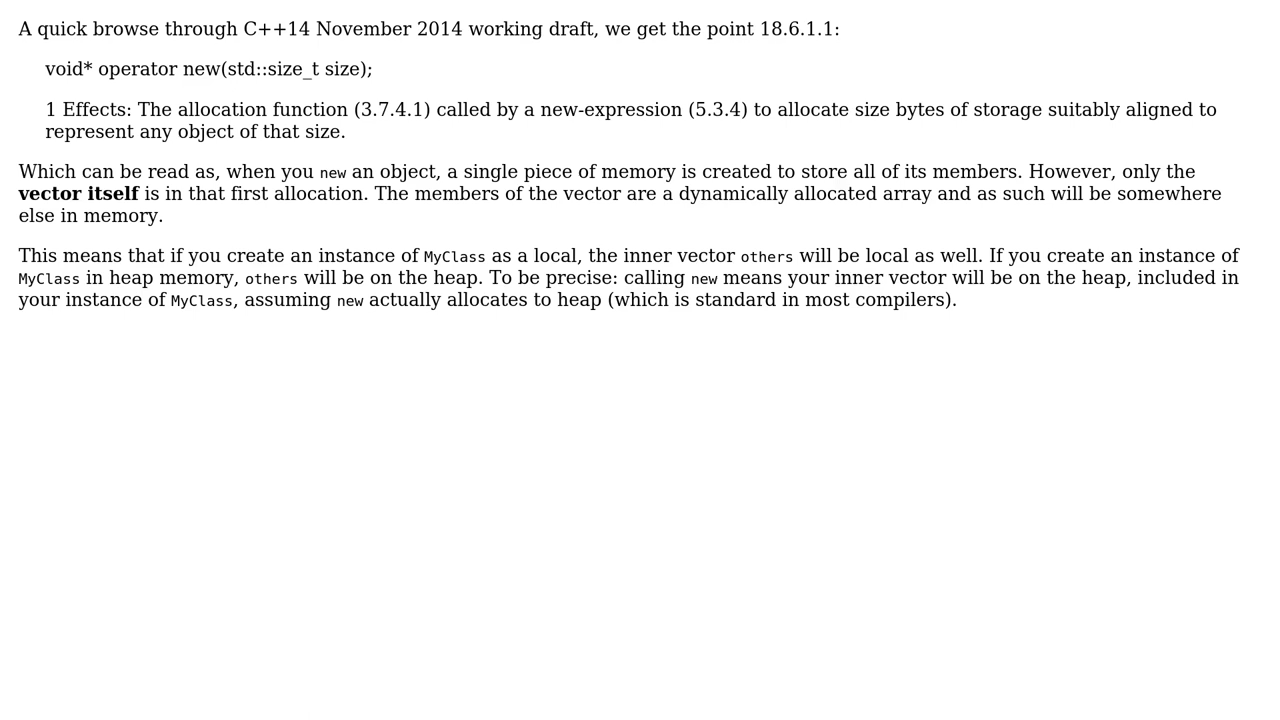 A quick browse through C++14 November 2014 working draft, we get the point 18.6.1.1:
void* operator new(std::size_t size);
1 Effects: The allocation function (3.7.4.1) called by a new-expression (5.3.4) to allocate size bytes of storage suitably aligned to
represent any object of that size.
Which can be read as, when you new an object, a single piece of memory is created to store all of its members. However, only the
vector itself is in that first allocation. The members of the vector are a dynamically allocated array and as such will be somewhere
else in memory.
This means that if you create an instance of MyClass as a local, the inner vector others will be local as well. If you create an instance of
MyClass in heap memory, others will be on the heap. To be precise: calling new means your inner vector will be on the heap, included in
your instance of MyClass, assuming new actually allocates to heap (which is standard in most compilers).